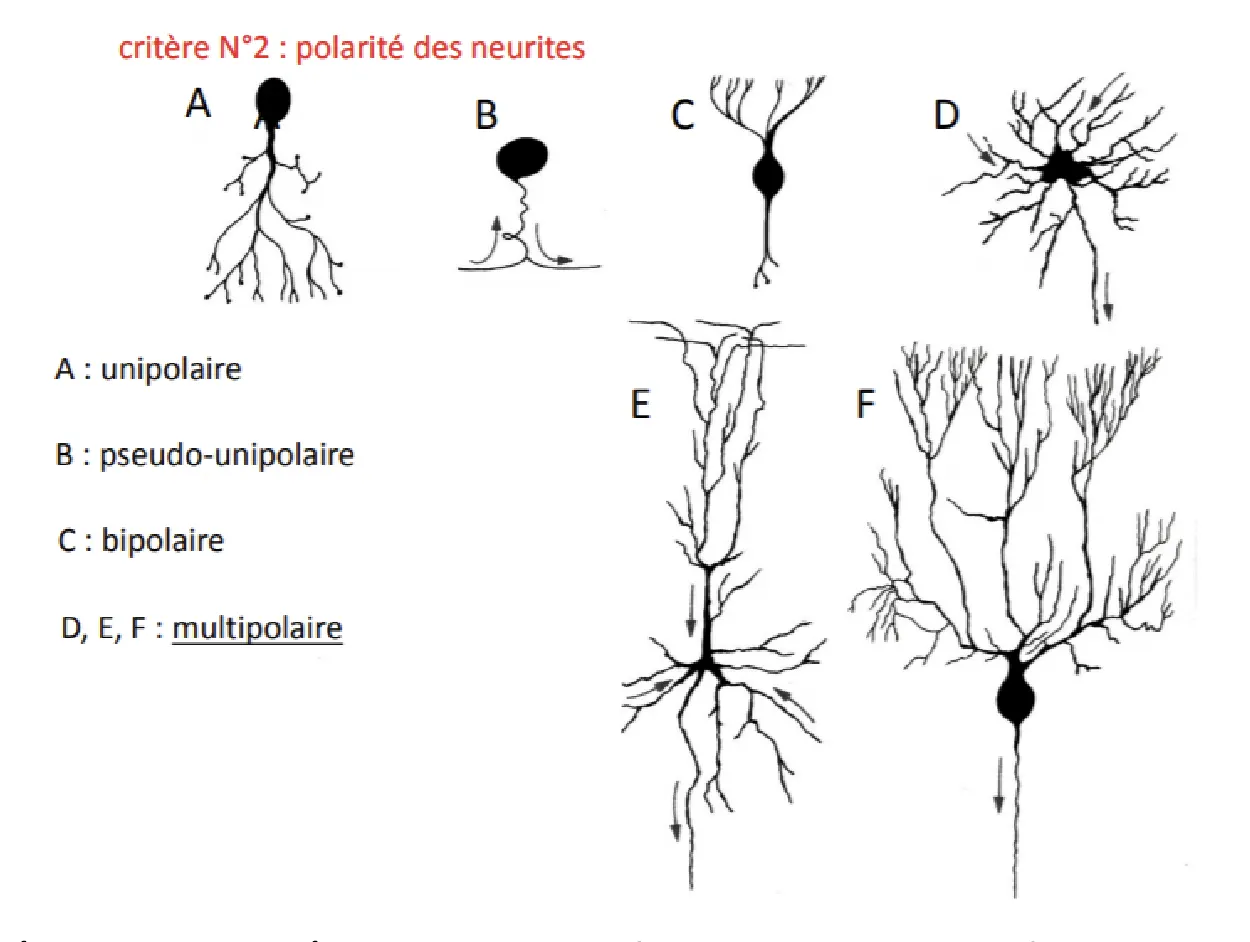 critère N°2 : polarité des neurites
A
B
C
D
A : unipolaire
E
F
B : pseudo-unipolaire
C : bipolaire
D, E, F : multipolaire